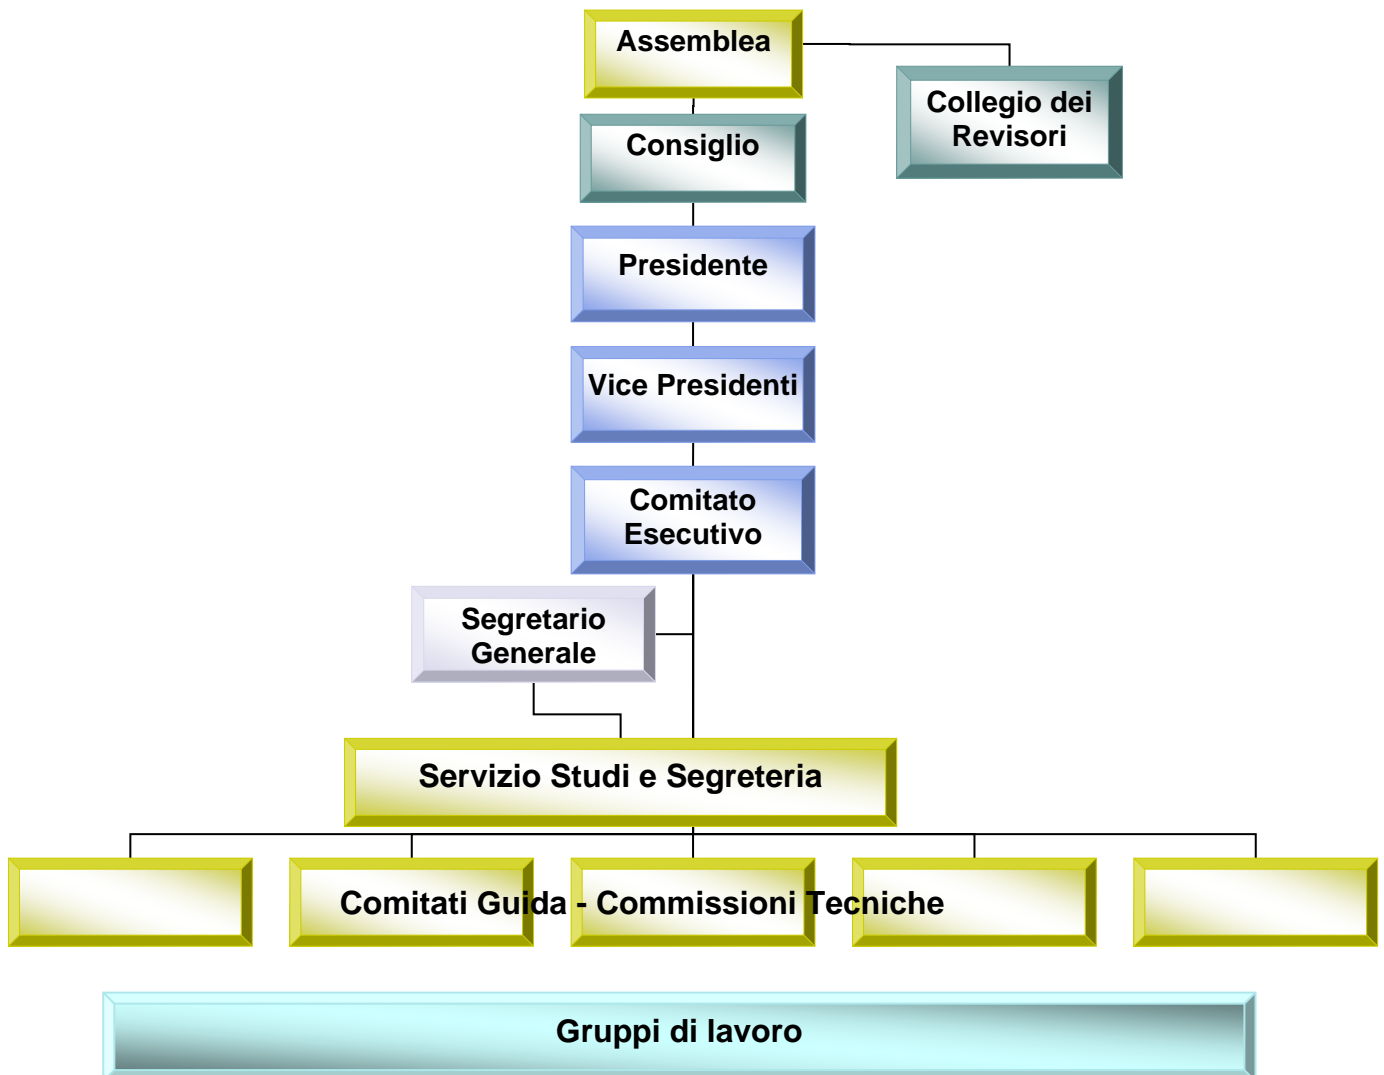 Assemblea
Collegio dei
Revisori
Consiglio
Presidente
Vice Presidenti
Comitato
Esecutivo
Segretario
Generale
Servizio Studi e Segreteria
Comitati Guida - Commissioni Tecniche
Gruppi di lavoro